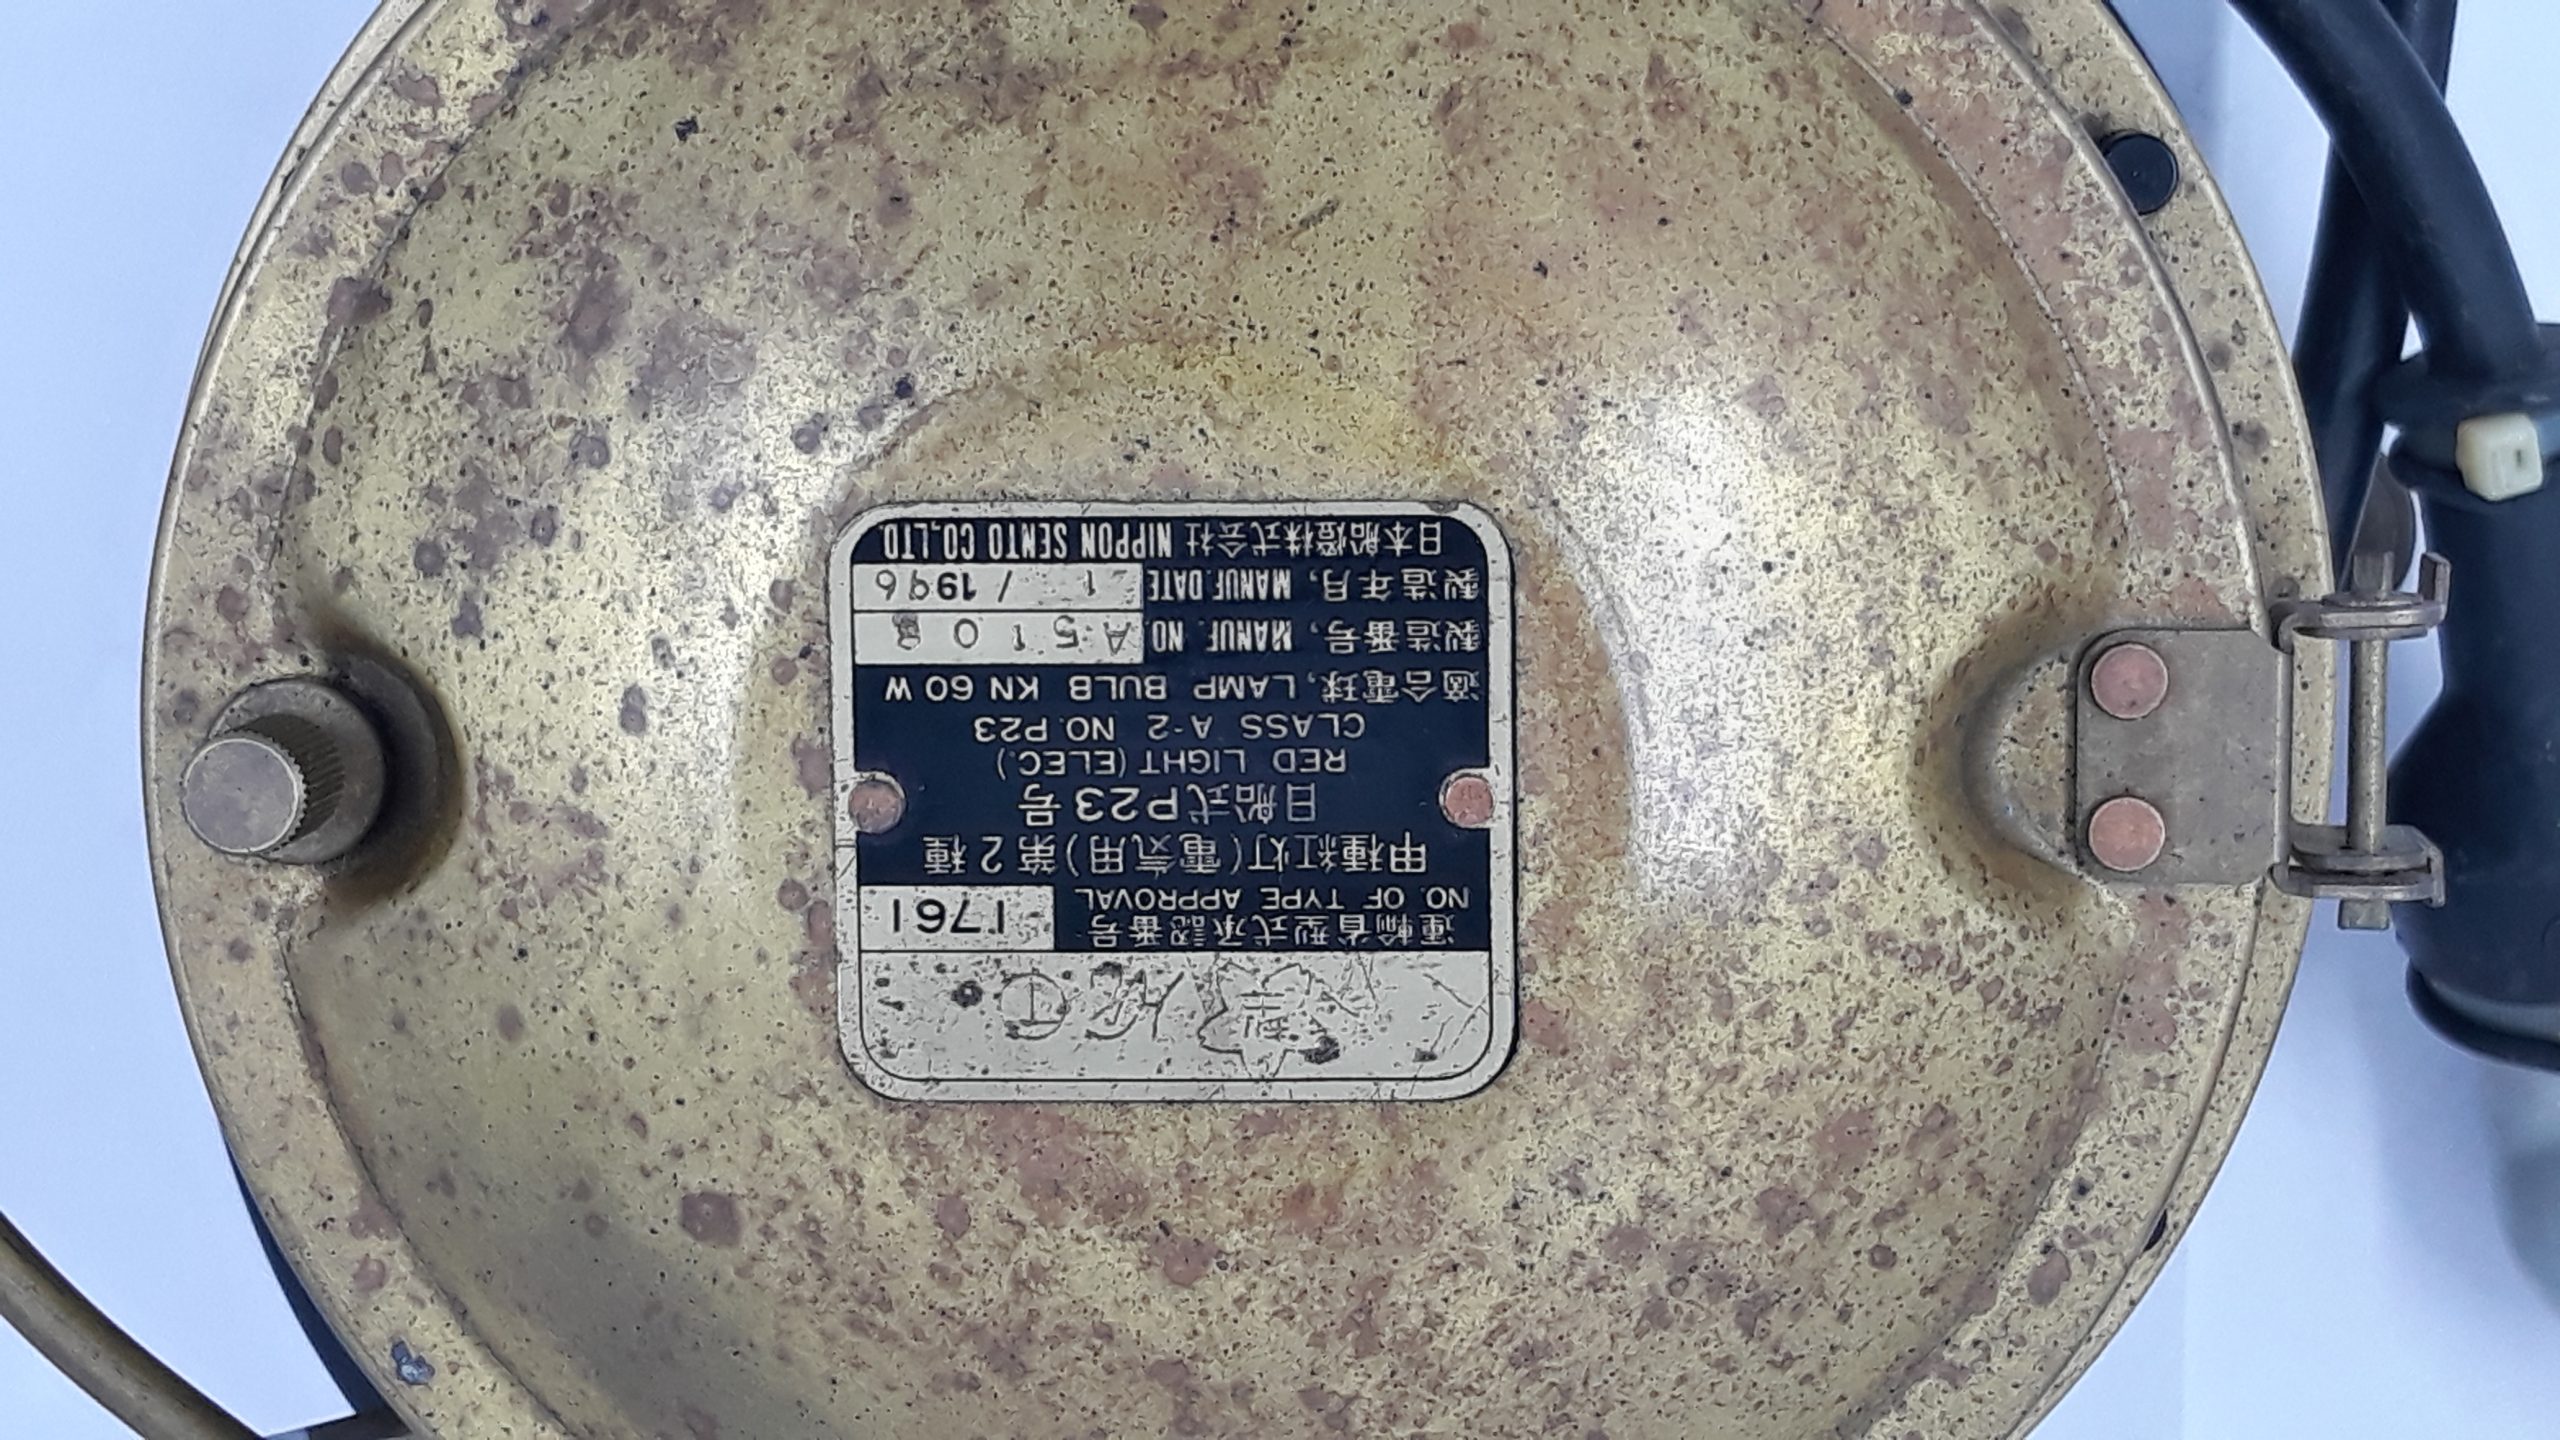 運輸省型式承認番号
NO. OF TYPE APPROVAL 1761
甲種紅灯(電気用)第2種
日船式P23号
RED LIGHT (ELEC.)
CLASS A-2 NO. P23
適合電球, LAMP BULB KN 60 W
製造番号, MANUF. NO. A 5 1 0
製造年月, MANUF. DATE 1 / 1996
日本船燈株式会社 NIPPON SENTO CO.,LTD.